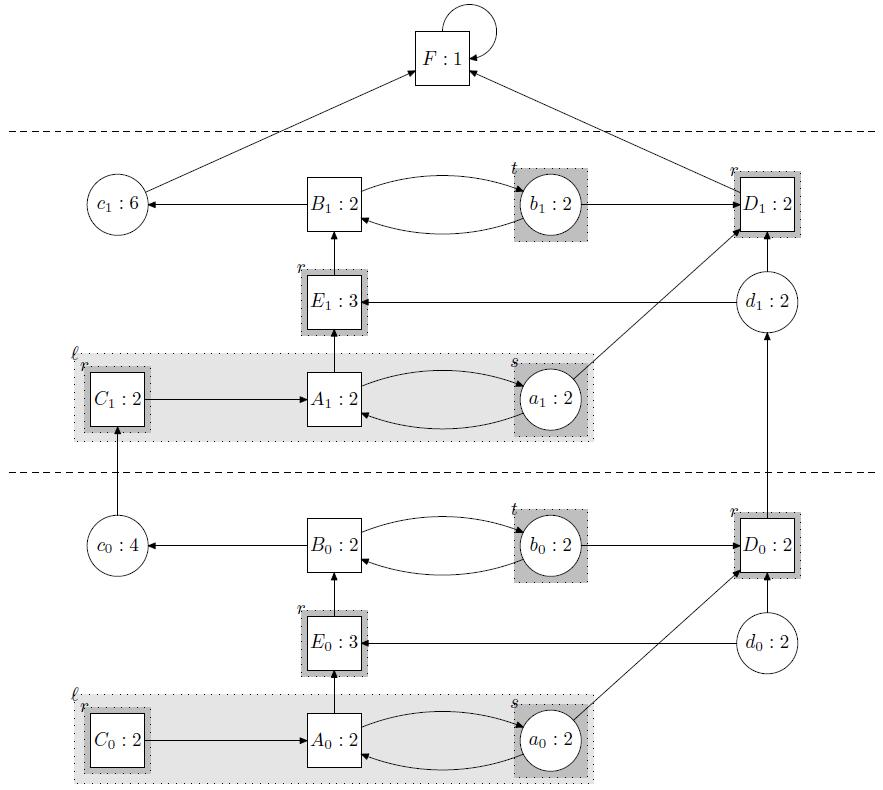 F : 1
t r
c₁ : 6 B₁ : 2 b₁ : 2 D₁ : 2
r
E₁ : 3 d₁ : 2
ℓ r s
C₁ : 2 A₁ : 2 a₁ : 2
t r
c₀ : 4 B₀ : 2 b₀ : 2 D₀ : 2
r
E₀ : 3 d₀ : 2
ℓ r s
C₀ : 2 A₀ : 2 a₀ : 2